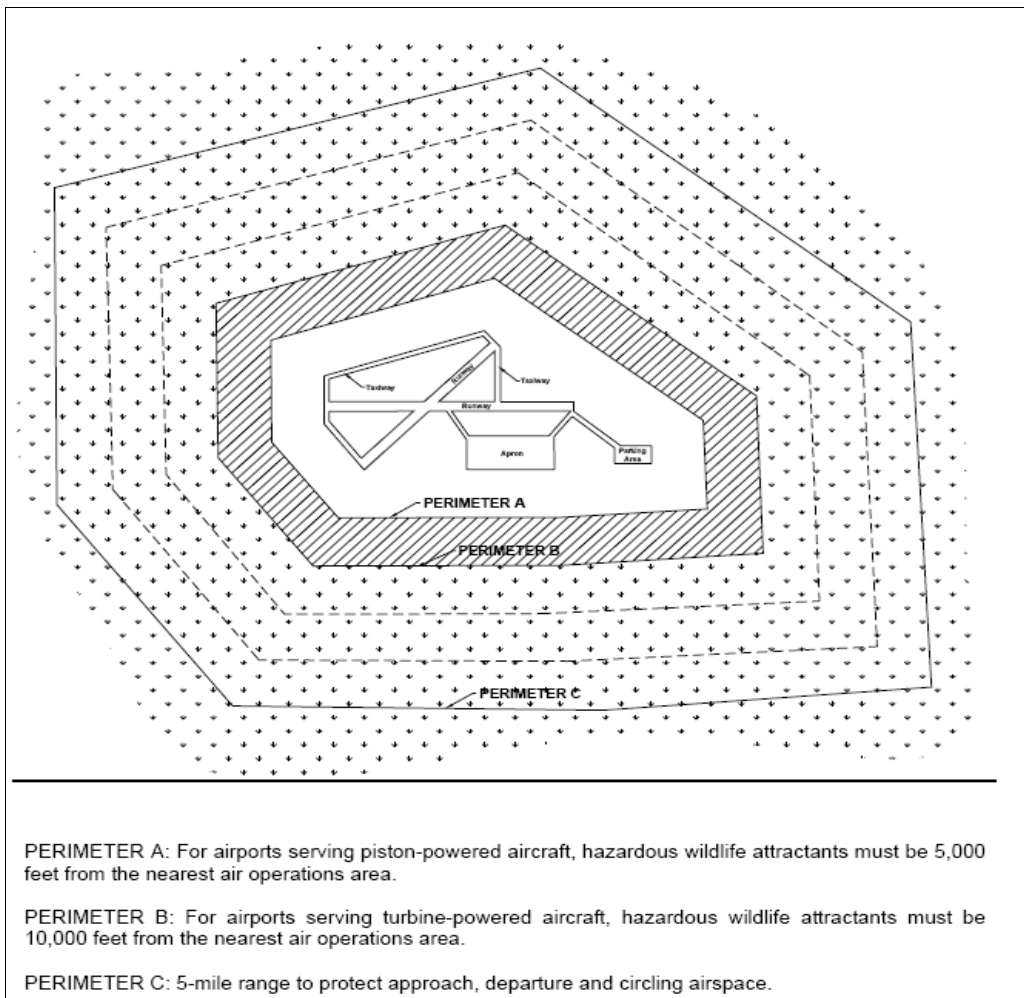 Taxiway
Runway
Taxiway
Runway
Apron
Parking
Area
PERIMETER A
PERIMETER B
PERIMETER C
PERIMETER A: For airports serving piston-powered aircraft, hazardous wildlife attractants must be 5,000
feet from the nearest air operations area.
PERIMETER B: For airports serving turbine-powered aircraft, hazardous wildlife attractants must be
10,000 feet from the nearest air operations area.
PERIMETER C: 5-mile range to protect approach, departure and circling airspace.